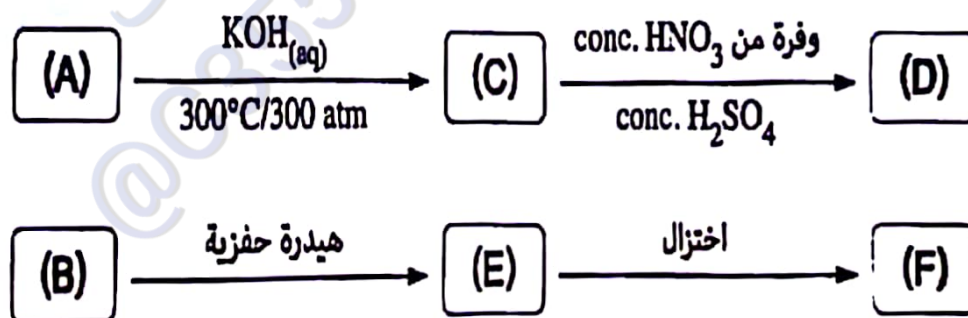 (A) KOH(aq) 300°C/300 atm (C) وفرة من conc. HNO₃ conc. H₂SO₄ (D)
(B) هيدرة حفزية (E) اختزال (F)